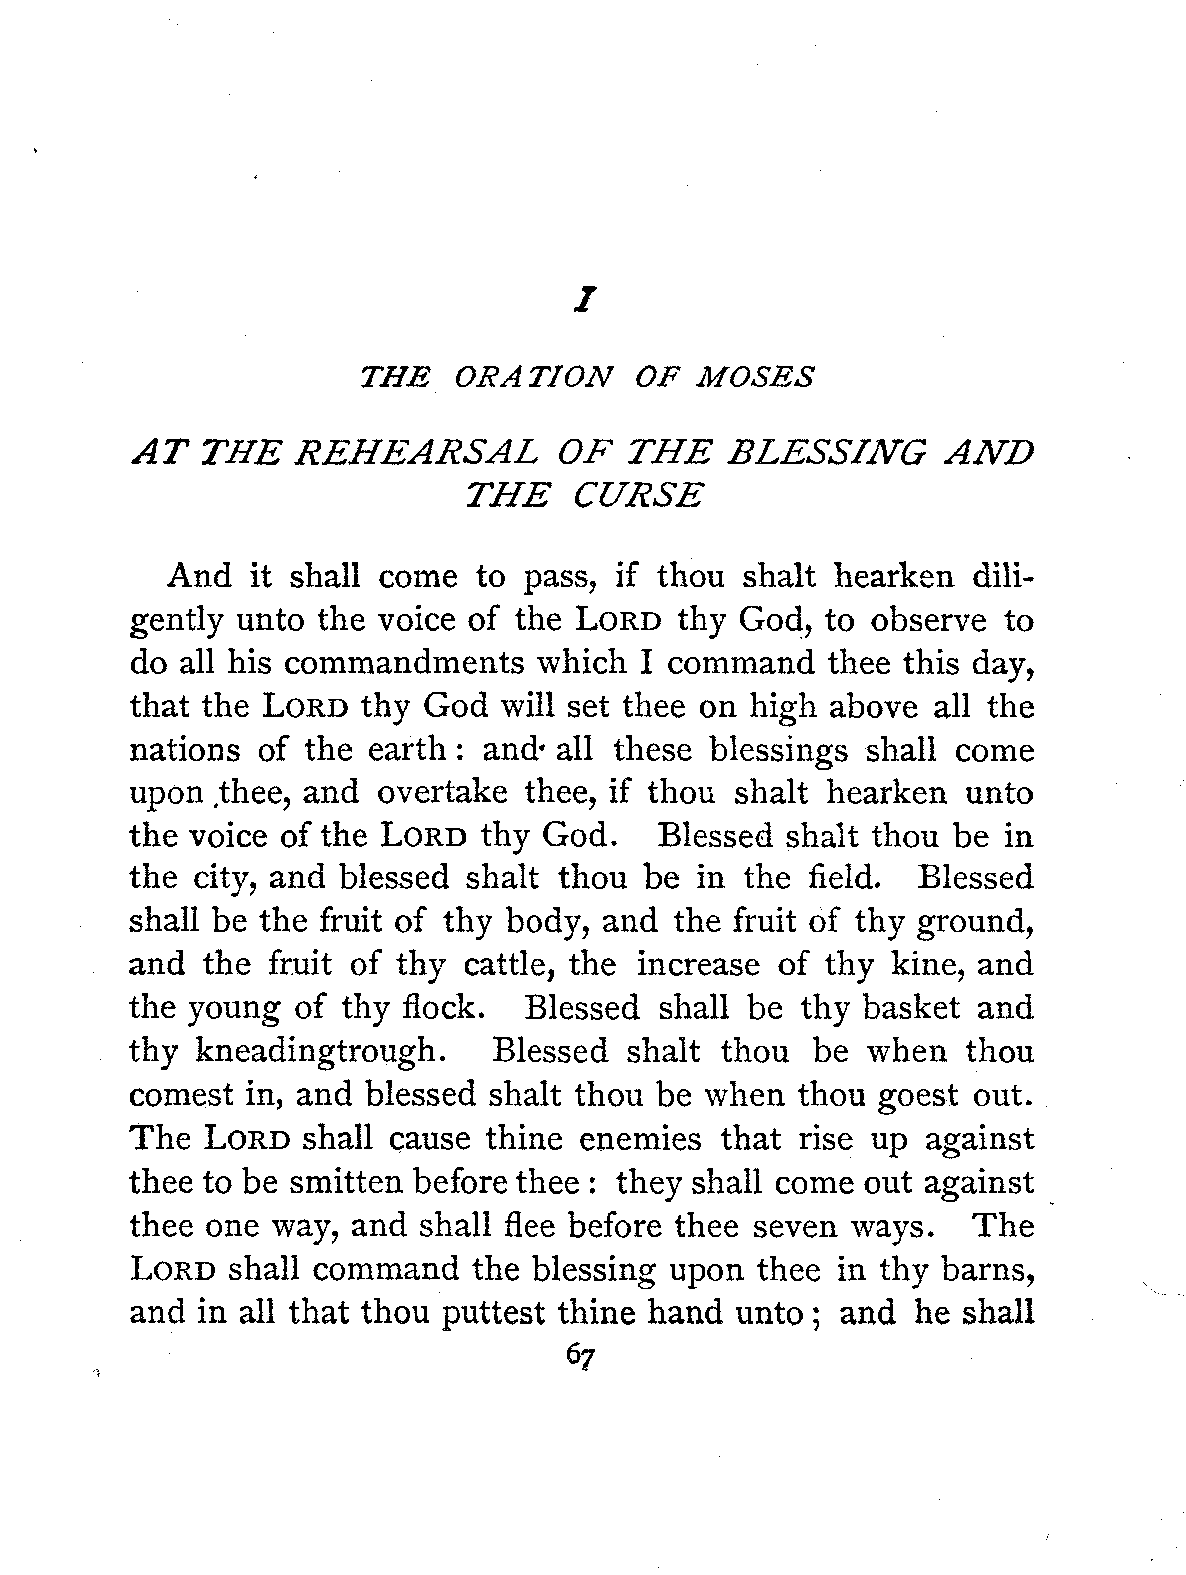 I
THE ORATION OF MOSES
AT THE REHEARSAL OF THE BLESSING AND
THE CURSE
And it shall come to pass, if thou shalt hearken dili-
gently unto the voice of the LORD thy God, to observe to
do all his commandments which I command thee this day,
that the LORD thy God will set thee on high above all the
nations of the earth : and all these blessings shall come
upon thee, and overtake thee, if thou shalt hearken unto
the voice of the LORD thy God. Blessed shalt thou be in
the city, and blessed shalt thou be in the field. Blessed
shall be the fruit of thy body, and the fruit of thy ground,
and the fruit of thy cattle, the increase of thy kine, and
the young of thy flock. Blessed shall be thy basket and
thy kneadingtrough. Blessed shalt thou be when thou
comest in, and blessed shalt thou be when thou goest out.
The LORD shall cause thine enemies that rise up against
thee to be smitten before thee : they shall come out against
thee one way, and shall flee before thee seven ways. The
LORD shall command the blessing upon thee in thy barns,
and in all that thou puttest thine hand unto ; and he shall
67